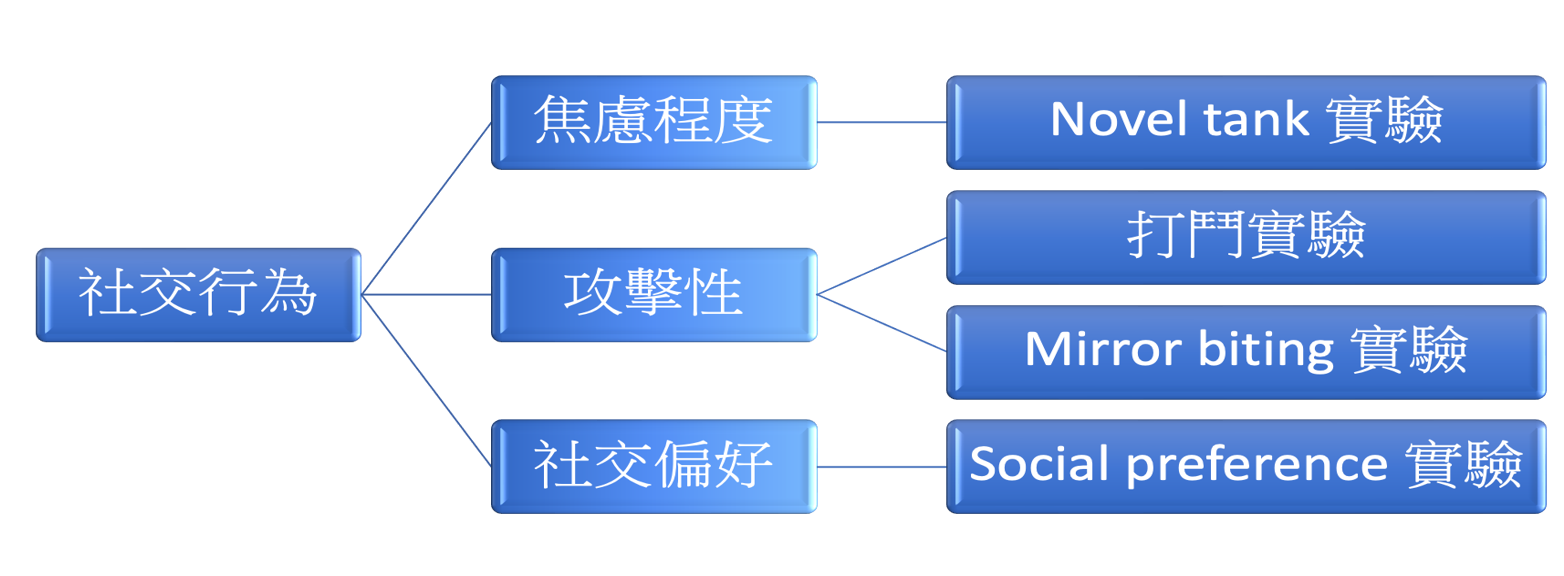 社交行為
焦慮程度
Novel tank 實驗
攻擊性
打鬥實驗
Mirror biting 實驗
社交偏好
Social preference 實驗